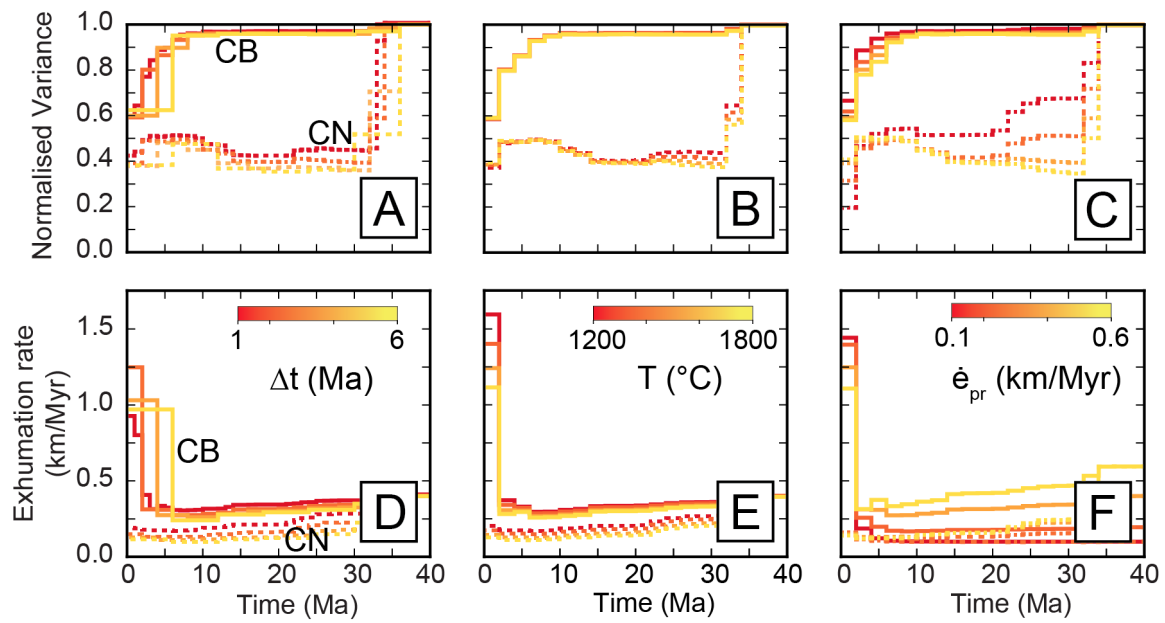 Normalised Variance
1.0
0.8
0.6
0.4
0.2
0.0
CB
CN
A
B
C
Exhumation rate
(km/Myr)
1.5
1.0
0.5
0.0
1 6
Δt (Ma)
CB
CN
D
1200 1800
T (°C)
E
0.1 0.6
ė pr (km/Myr)
F
0 10 20 30 40
0 10 20 30 40
0 10 20 30 40
Time (Ma)
Time (Ma)
Time (Ma)